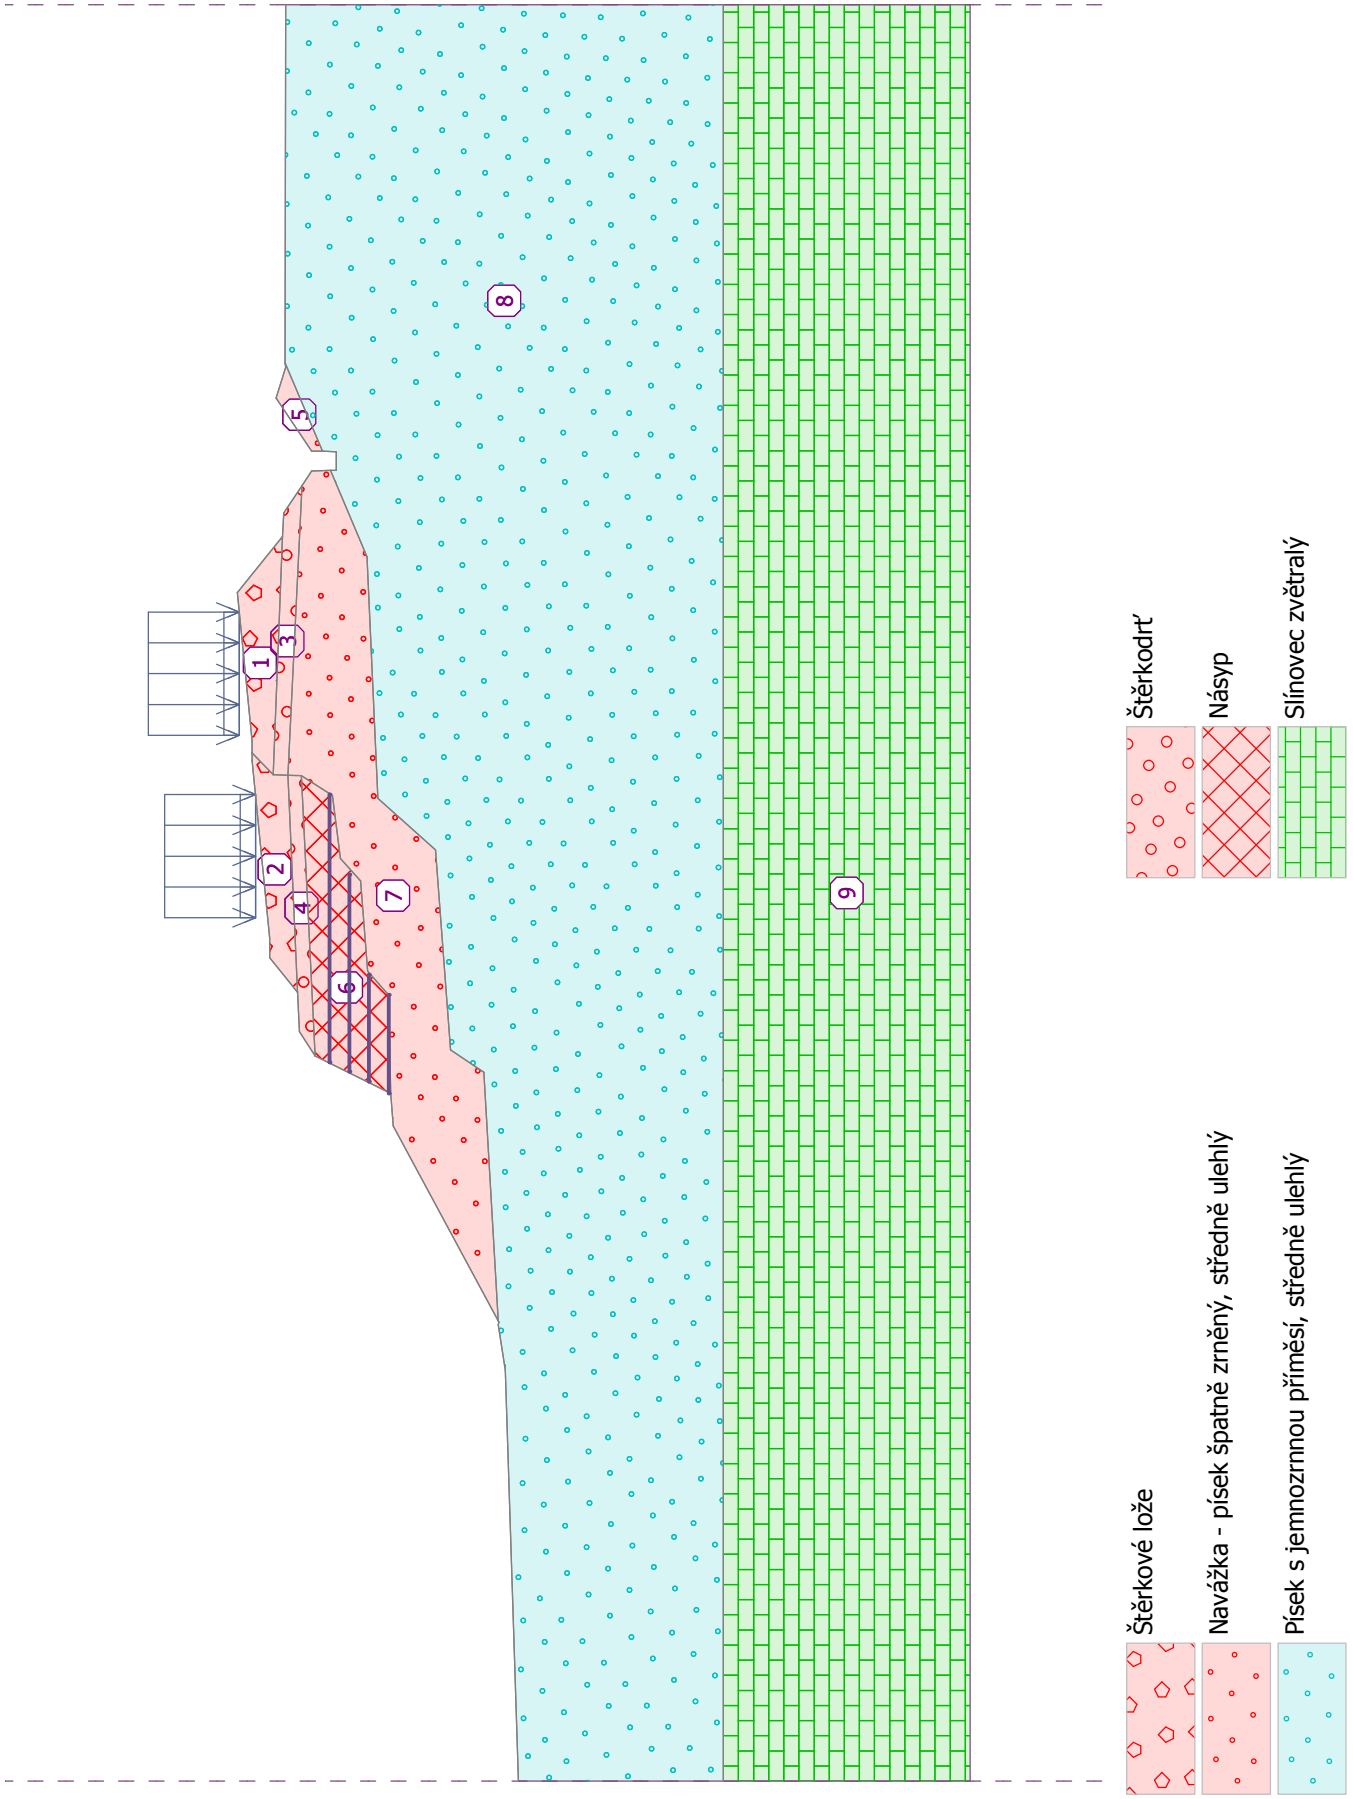 1
2
3
4
5
6
7
8
9
Štěrkové lože
Štěrkodrť
Navážka - písek špatně zrněný, středně ulehlý
Násyp
Písek s jemnozrnnou příměsí, středně ulehlý
Slínovec zvětralý